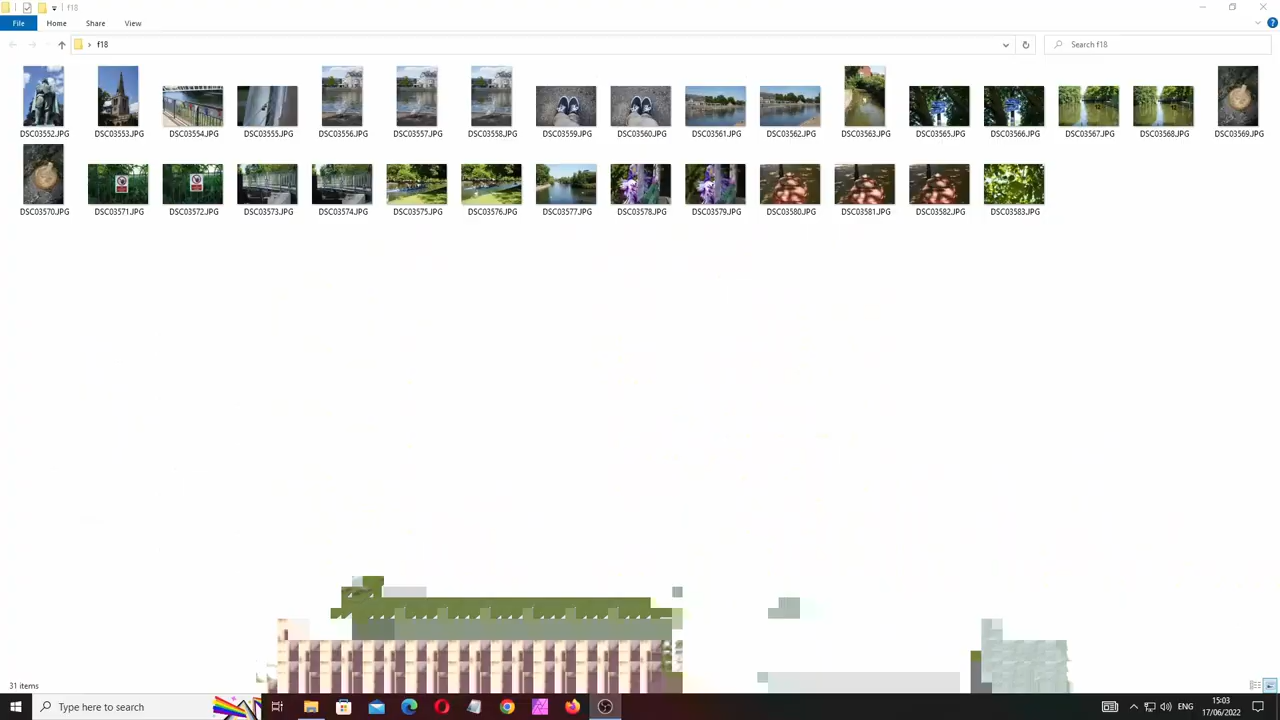 f18
File Home Share View
f18 Search f18
DSC03552.JPG DSC03553.JPG DSC03554.JPG DSC03555.JPG DSC03556.JPG DSC03557.JPG DSC03558.JPG DSC03559.JPG DSC03560.JPG DSC03561.JPG DSC03562.JPG DSC03563.JPG DSC03565.JPG DSC03566.JPG DSC03567.JPG DSC03568.JPG DSC03569.JPG
DSC03570.JPG DSC03571.JPG DSC03572.JPG DSC03573.JPG DSC03574.JPG DSC03575.JPG DSC03576.JPG DSC03577.JPG DSC03578.JPG DSC03579.JPG DSC03580.JPG DSC03581.JPG DSC03582.JPG DSC03583.JPG
31 items
Type here to search ENG 15:03
17/06/2022